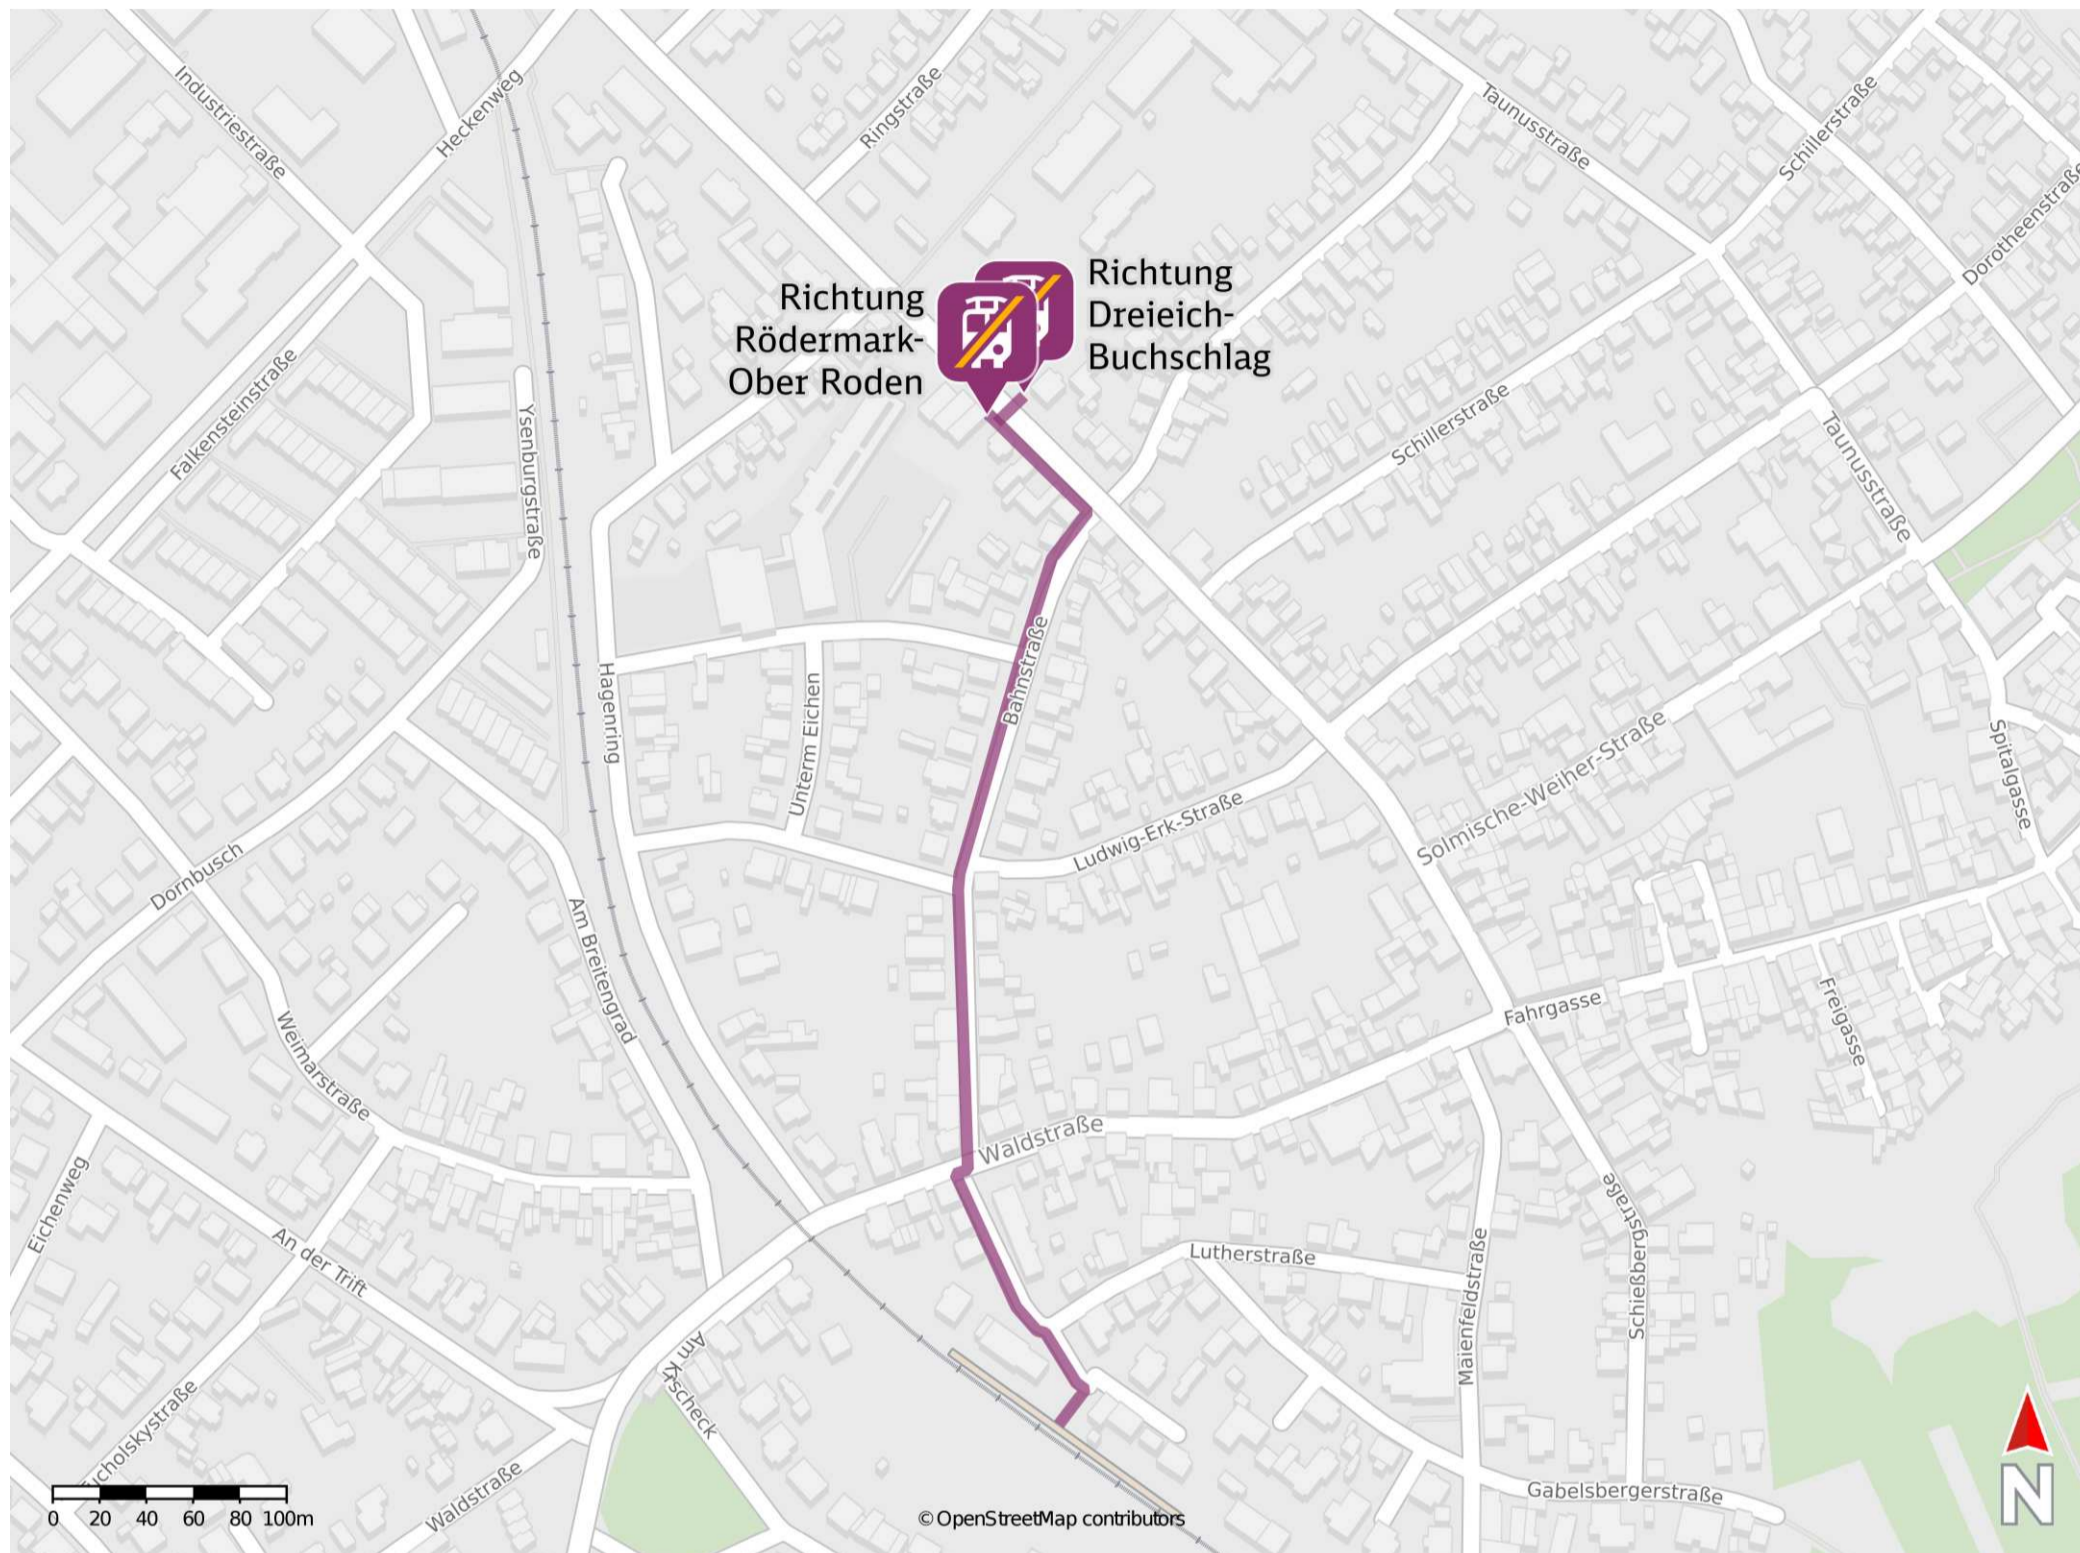 Industriestraße
Heckenweg
Ringstraße
Taunusstraße
Schillerstraße
Dorotheenstraße
Richtung
Rödermark-
Ober Roden
Richtung
Dreieich-
Buchschlag
Falkensteinstraße
Ysenburgstraße
Schillerstraße
Taunusstraße
Hagenring
Bahnstraße
Unterm Eichen
Solmische-Weiher-Straße
Spitalgasse
Ludwig-Erk-Straße
Dornbusch
Am Breitengrad
Weimarstraße
Fahrgasse
Freigasse
Waldstraße
Eichenweg
An der Trift
Lutherstraße
Maienfeldstraße
Schießbergstraße
Am Kirscheck
ucholskystraße
Waldstraße
Gabelsbergerstraße
0 20 40 60 80 100m
© OpenStreetMap contributors
N